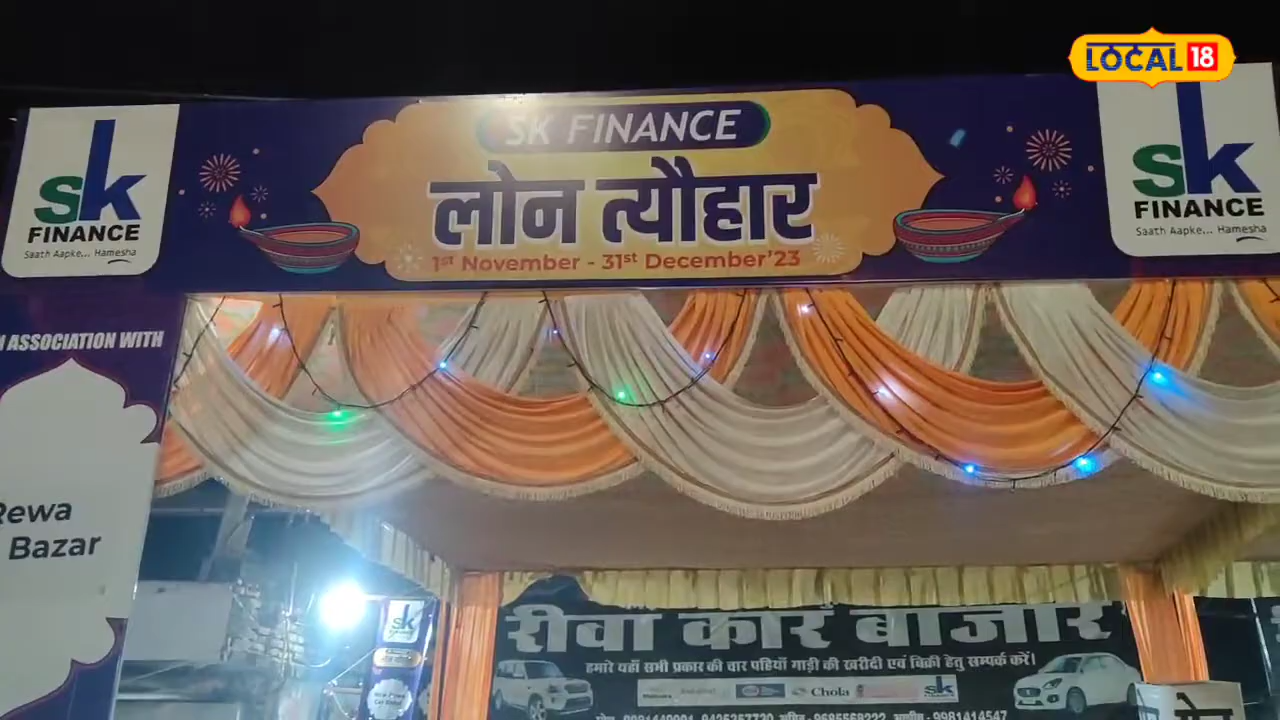 LOCAL 18
SK FINANCE
लोन त्यौहार
1st November - 31st December'23
sk
FINANCE
Saath Aapke... Hamesha
sk
FINANCE
Saath Aapke... Hamesha
ASSOCIATION WITH
Rewa
Bazar
sk
रीवा कार बाजार
हमारे यहाँ सभी प्रकार की चार पहियाँ गाड़ी की खरीदी एवं बिक्री हेतु सम्पर्क करें।
Chola
sk